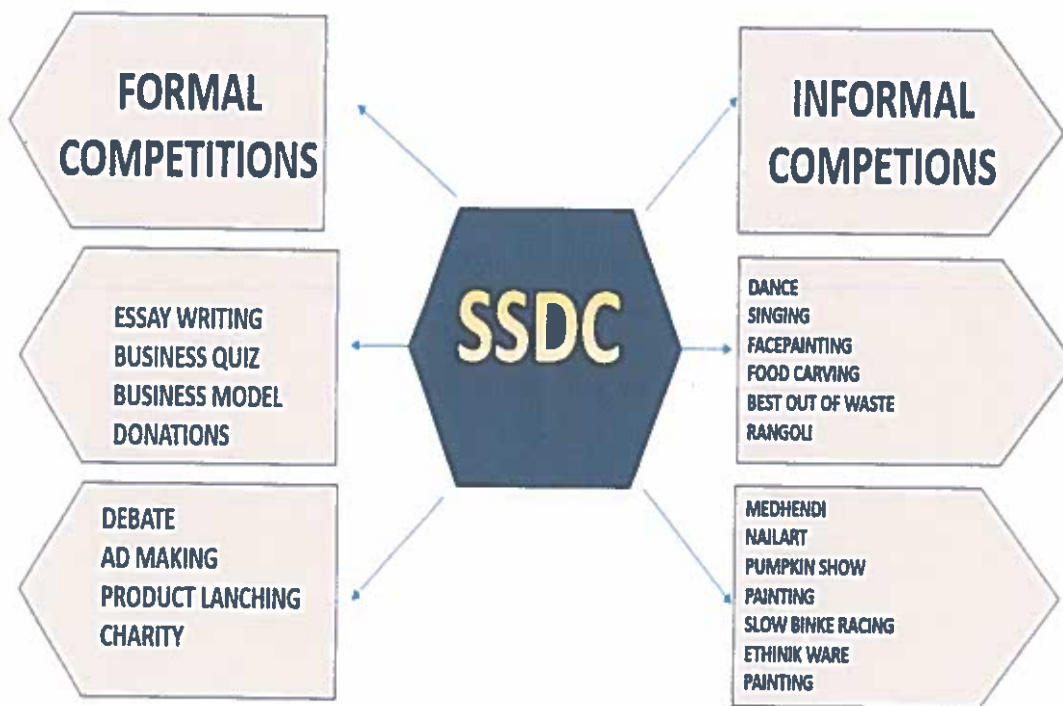 FORMAL
COMPETITIONS
INFORMAL
COMPETIONS
SSDC
ESSAY WRITING
BUSINESS QUIZ
BUSINESS MODEL
DONATIONS
DANCE
SINGING
FACEPAINTING
FOOD CARVING
BEST OUT OF WASTE
RANGOLI
DEBATE
AD MAKING
PRODUCT LANCHING
CHARITY
MEDHENDI
NAILART
PUMPKIN SHOW
PAINTING
SLOW BINKE RACING
ETHINIK WARE
PAINTING